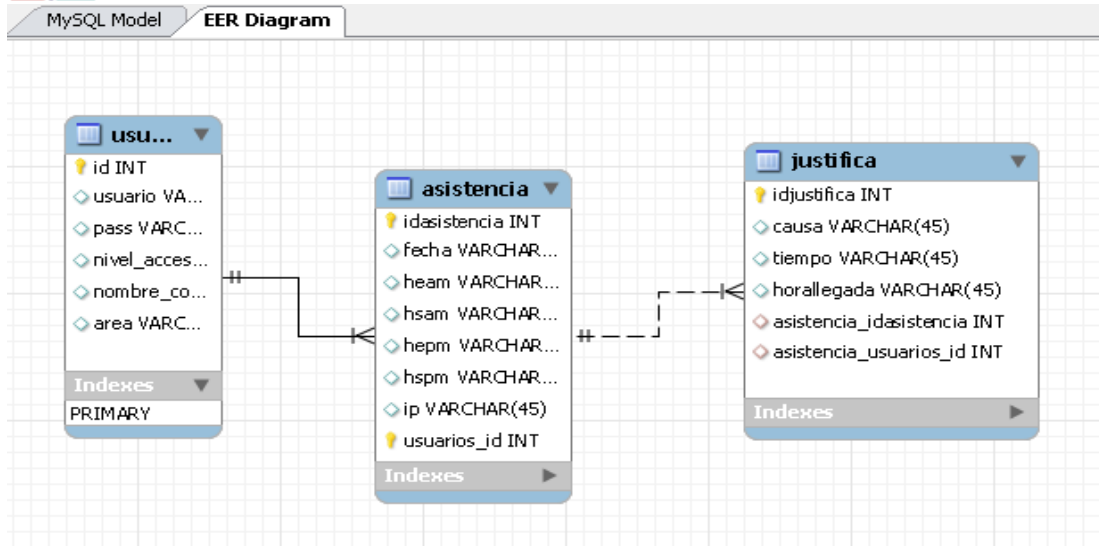 MySQL Model
EER Diagram
usu...
id INT
usuario VA...
pass VARC...
nivel_acces...
nombre_co...
area VARC...
Indexes
PRIMARY
asistencia
idasistencia INT
fecha VARCHAR...
heam VARCHAR...
hsam VARCHAR...
hepm VARCHAR...
hspm VARCHAR...
ip VARCHAR(45)
usuarios_id INT
Indexes
justifica
idjustifica INT
causa VARCHAR(45)
tiempo VARCHAR(45)
horallegada VARCHAR(45)
asistencia_idasistencia INT
asistencia_usuarios_id INT
Indexes